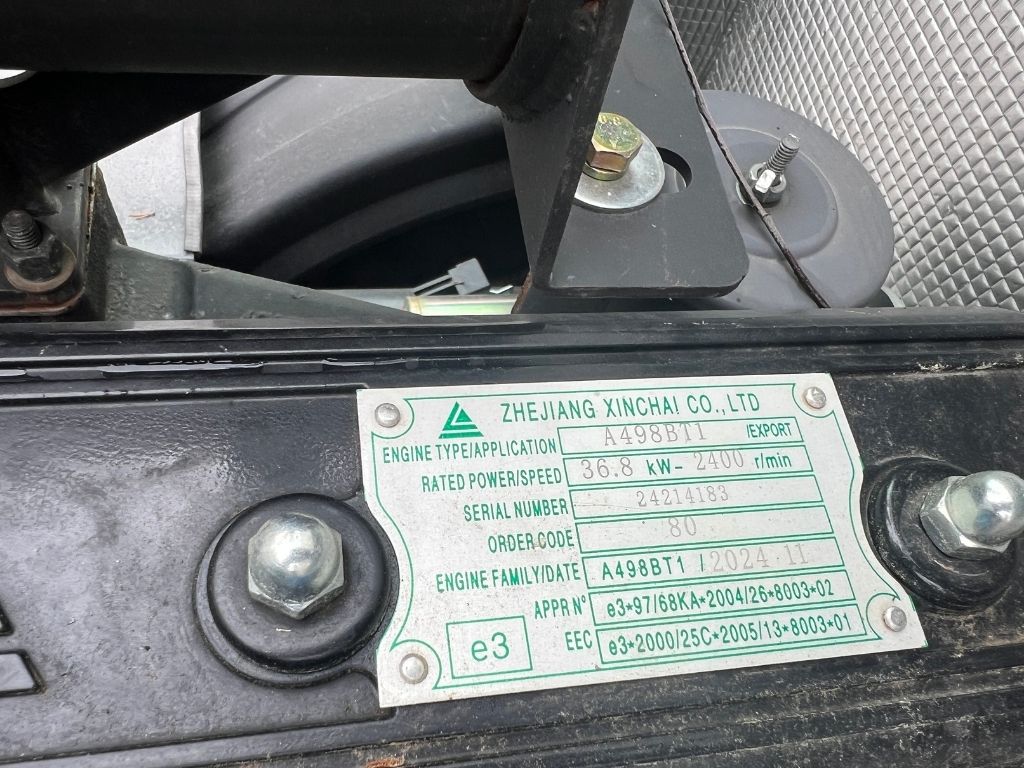 ZHEJIANG XINCHAI CO.,LTD
ENGINE TYPE/APPLICATION A498BT1 /EXPORT
RATED POWER/SPEED 36.8 kW- 2400 r/min
SERIAL NUMBER 24214183
ORDER CODE 80
ENGINE FAMILY/DATE A498BT1 /2024.11
APPR N° e3*97/68KA*2004/26*8003*02
e3 EEC e3*2000/25C*2005/13*8003*01